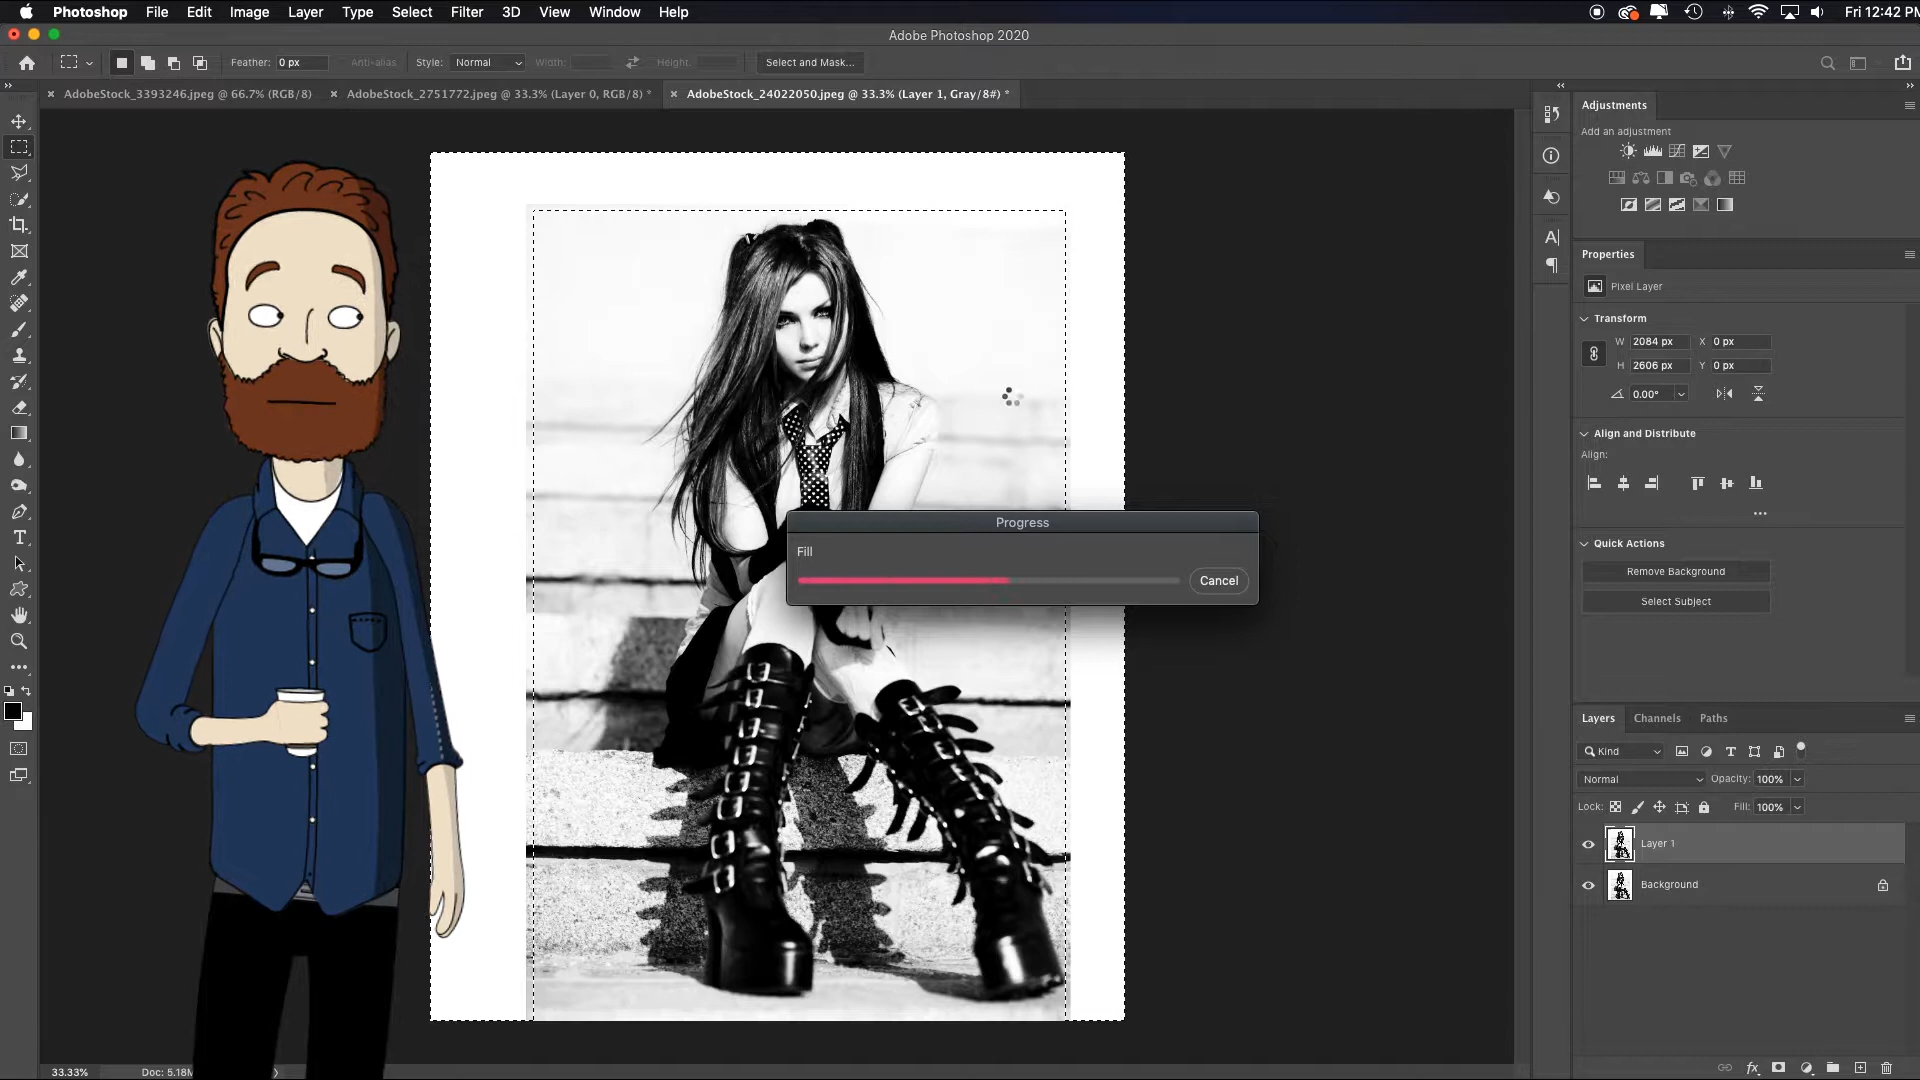 Photoshop File Edit Image Layer Type Select Filter 3D View Window Help Fri 12:42 PM
Adobe Photoshop 2020
Feather: 0 px Anti-alias Style: Normal Width: Height: Select and Mask...
AdobeStock_3393246.jpeg @ 66.7% (RGB/8) AdobeStock_2751772.jpeg @ 33.3% (Layer 0, RGB/8) * AdobeStock_24022050.jpeg @ 33.3% (Layer 1, Gray/8#) *
Adjustments
Add an adjustment
Properties
Pixel Layer
Transform
W 2084 px X 0 px
H 2606 px Y 0 px
0.00°
Align and Distribute
Align:
Progress
Fill
Cancel
Quick Actions
Remove Background
Select Subject
Layers Channels Paths
Kind
Normal Opacity: 100%
Lock: Fill: 100%
Layer 1
Background
33.33% Doc: 5.18M